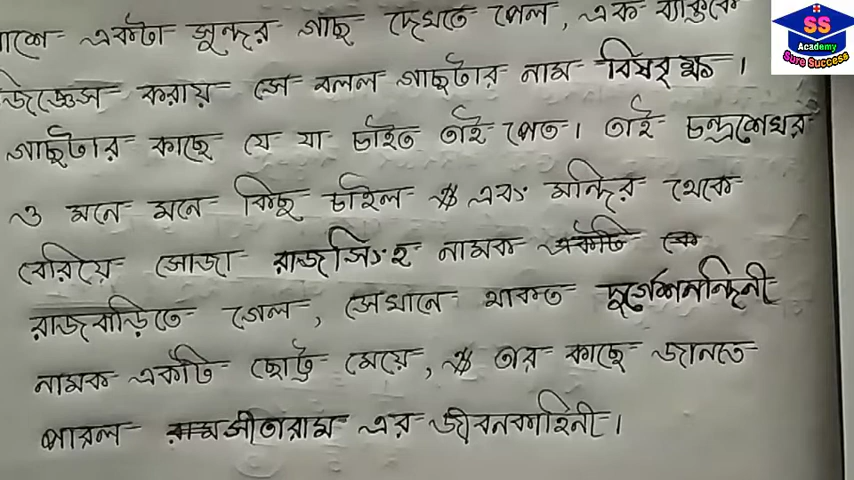 পাশে একটা সুন্দর গাছ দেখতে পেল, এক ব্যক্তিকে
জিজ্ঞেস করায় সে বলল গাছটার নাম বিষবৃক্ষ।
গাছটার কাছে যে যা চাইত তাই পেত। তাই চন্দ্রশেখর
ও মনে মনে কিছু চাইল এবং মন্দির থেকে
বেরিয়ে সোজা রাজসিংহ নামক একটি
রাজবাড়িতে গেল, সেখানে থাকত দুর্গেশনন্দিনী
নামক একটি ছোট্ট মেয়ে, তার কাছে জানতে
পারল সীতারাম এর জীবনকাহিনী।
SS
Academy
Sure Success